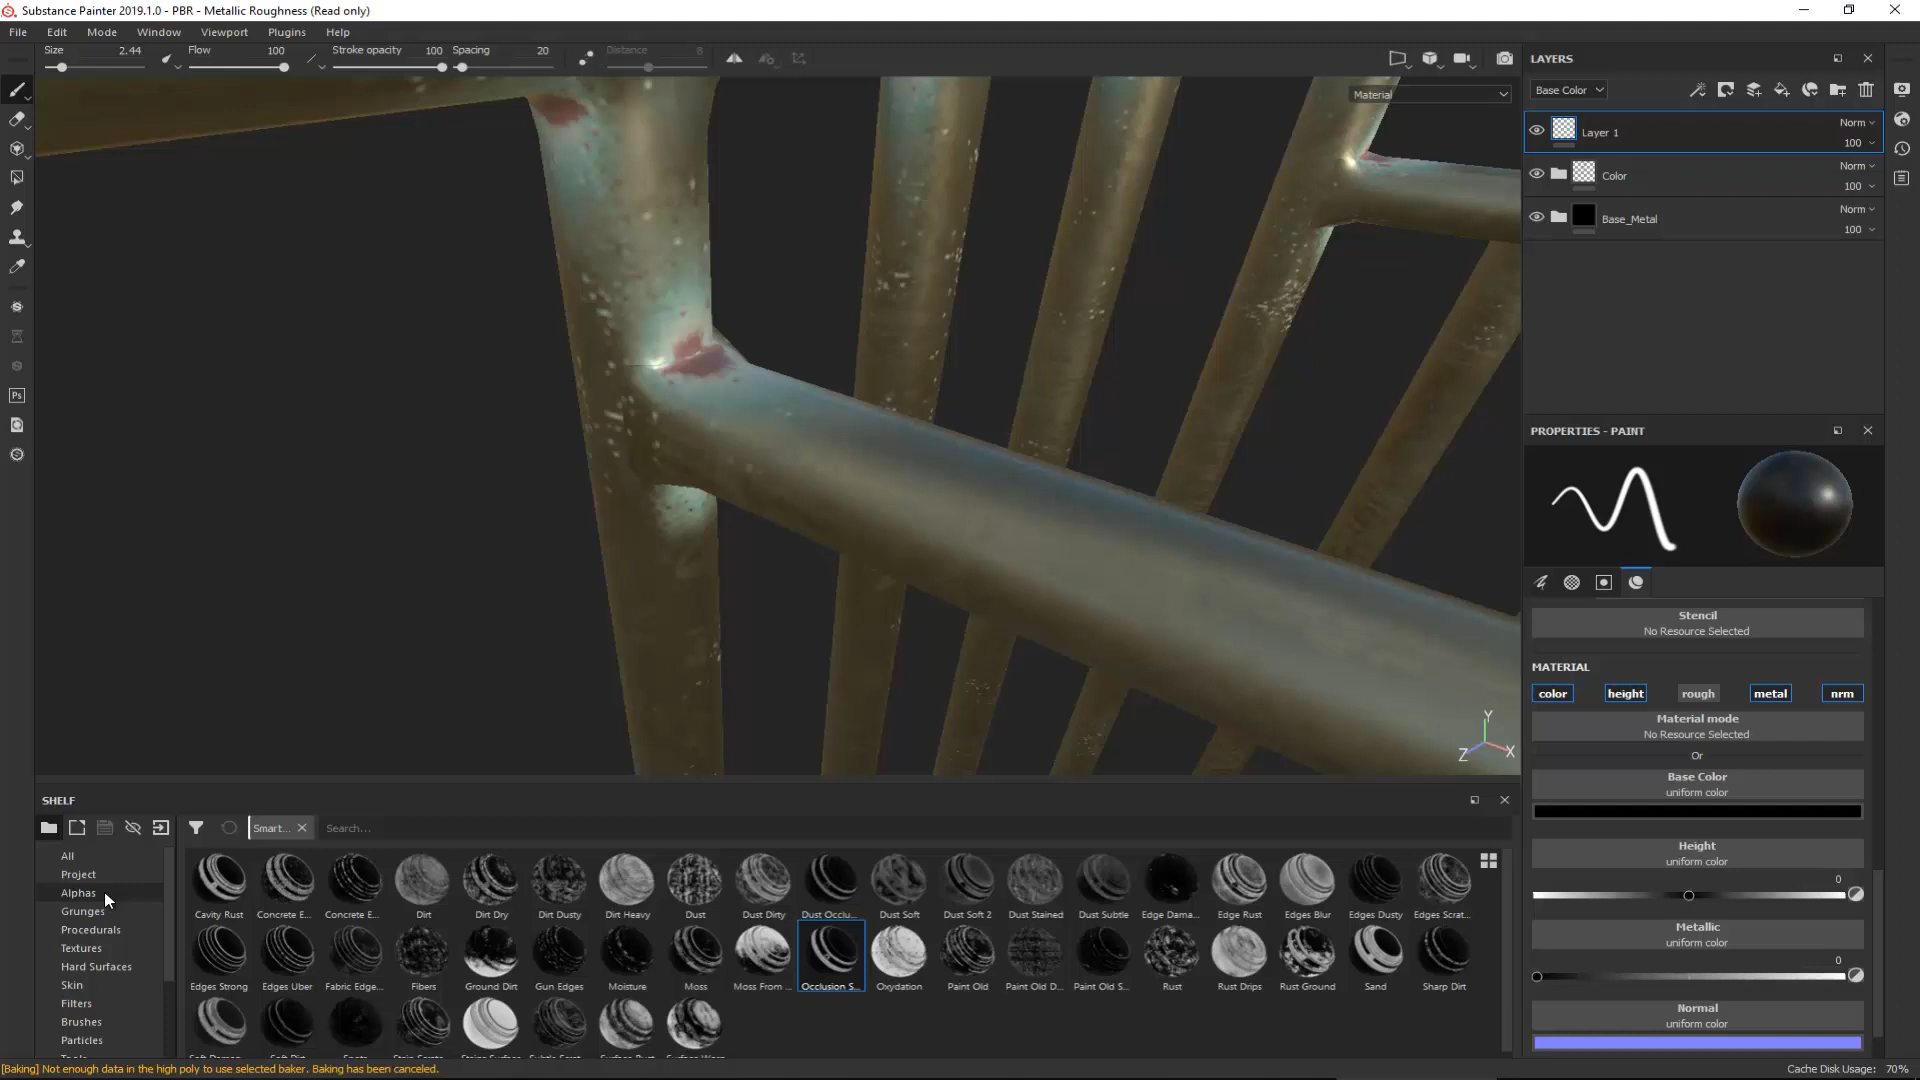 Substance Painter 2019.1.0 - PBR - Metallic Roughness (Read only)
File Edit Mode Window Viewport Plugins Help
Size 2.44 Flow 100 Stroke opacity 100 Spacing 20 Distance 8
Material
LAYERS
Base Color
Layer 1 Norm 100
Color Norm 100
Base_Metal Norm 100
PROPERTIES - PAINT
Stencil
No Resource Selected
MATERIAL
color height rough metal nrm
Material mode
No Resource Selected
Or
Base Color
uniform color
Height
uniform color
0
Metallic
uniform color
0
Normal
uniform color
Ps
Y
Z X
SHELF
Smart... Search...
All
Project
Alphas
Grunges
Procedurals
Textures
Hard Surfaces
Skin
Filters
Brushes
Particles
Cavity Rust Concrete E... Concrete E... Dirt Dirt Dry Dirt Dusty Dirt Heavy Dust Dust Dirty Dust Occlu... Dust Soft Dust Soft 2 Dust Stained Dust Subtle Edge Dama... Edge Rust Edges Blur Edges Dusty Edges Scrat...
Edges Strong Edges Uber Fabric Edge... Fibers Ground Dirt Gun Edges Moisture Moss Moss From ... Occlusion S... Oxydation Paint Old Paint Old D... Paint Old S... Rust Rust Drips Rust Ground Sand Sharp Dirt
[Baking] Not enough data in the high poly to use selected baker. Baking has been canceled.
Cache Disk Usage: 70%